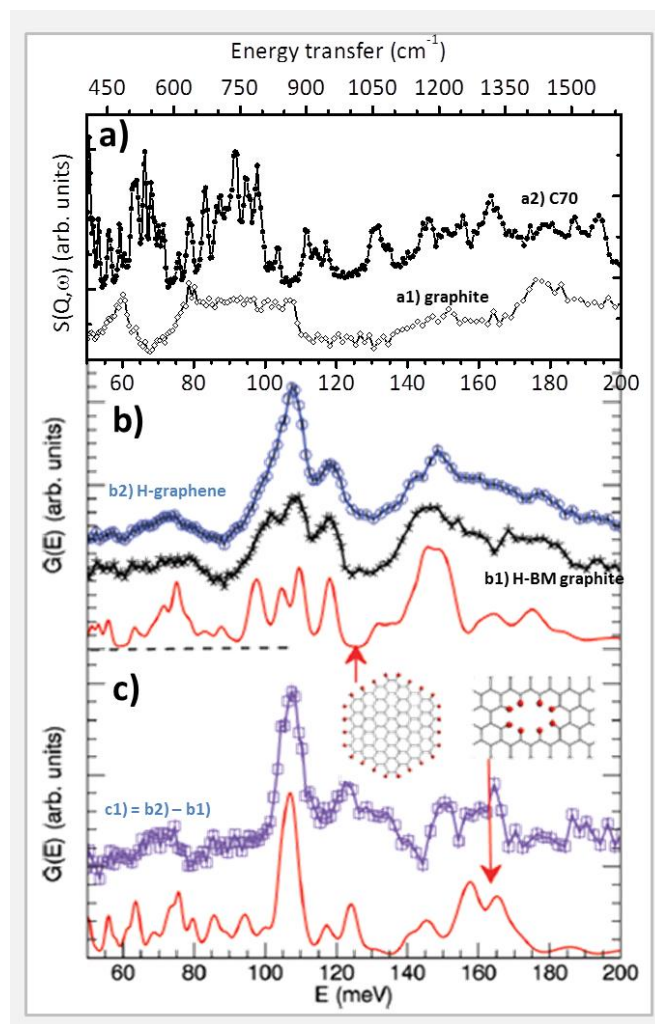 Energy transfer (cm-1)
450 600 750 900 1050 1200 1350 1500
a)
S(Q,ω) (arb. units)
a2) C70
a1) graphite
60 80 100 120 140 160 180 200
b)
G(E) (arb. units)
b2) H-graphene
b1) H-BM graphite
c)
G(E) (arb. units)
c1) = b2) – b1)
60 80 100 120 140 160 180 200
E (meV)